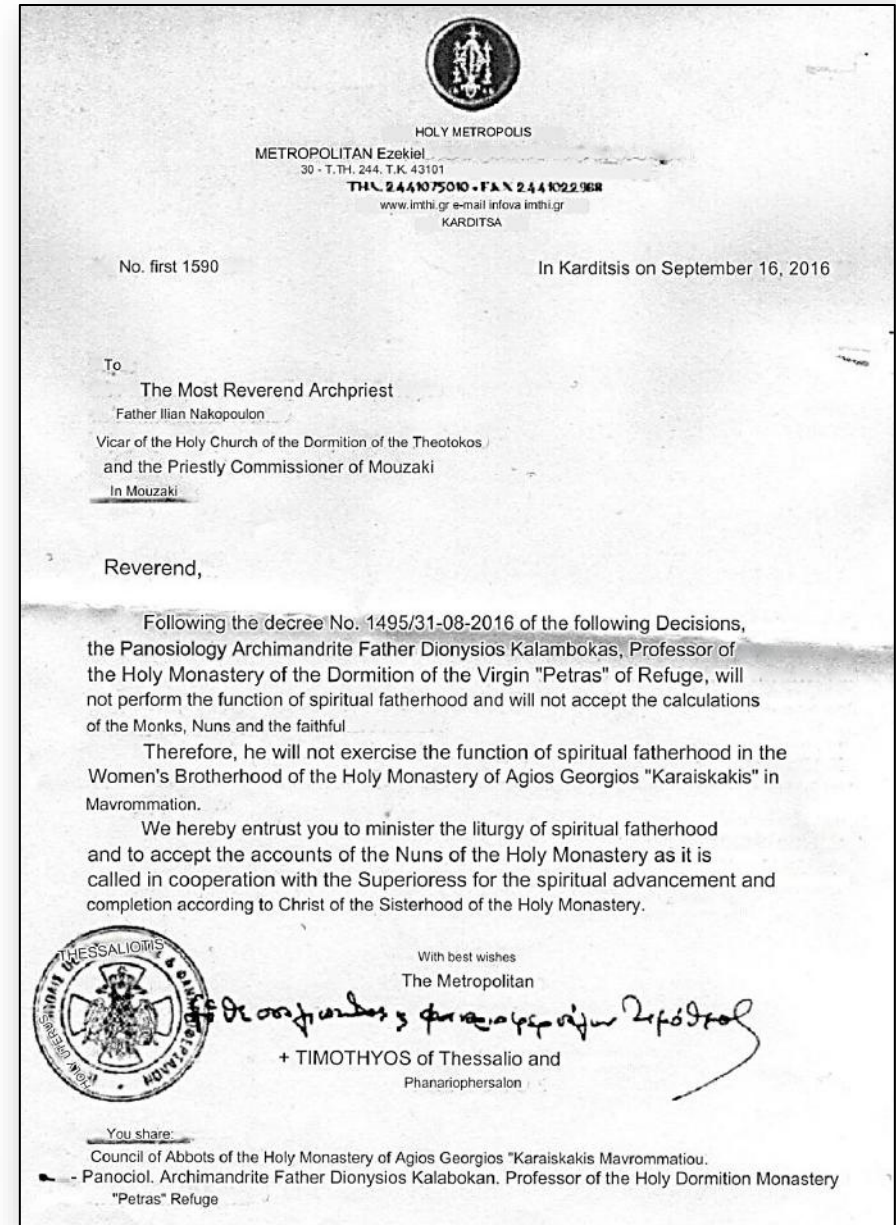 HOLY METROPOLIS
METROPOLITAN Ezekiel
30 - T.TH. 244. T.K. 43101
ΤΗΛ. 2441075010 • FAX 2441022968
www.imthi.gr e-mail infova imthi.gr
KARDITSA
No. first 1590
In Karditsis on September 16, 2016
To
The Most Reverend Archpriest
Father Ilian Nakopoulon
Vicar of the Holy Church of the Dormition of the Theotokos
and the Priestly Commissioner of Mouzaki
In Mouzaki
Reverend,
Following the decree No. 1495/31-08-2016 of the following Decisions,
the Panosiology Archimandrite Father Dionysios Kalambokas, Professor of
the Holy Monastery of the Dormition of the Virgin "Petras" of Refuge, will
not perform the function of spiritual fatherhood and will not accept the calculations
of the Monks, Nuns and the faithful
Therefore, he will not exercise the function of spiritual fatherhood in the
Women's Brotherhood of the Holy Monastery of Agios Georgios "Karaiskakis" in
Mavrommation.
We hereby entrust you to minister the liturgy of spiritual fatherhood
and to accept the accounts of the Nuns of the Holy Monastery as it is
called in cooperation with the Superioress for the spiritual advancement and
completion according to Christ of the Sisterhood of the Holy Monastery.
THESSALIOTIS
HOLY UTERUS
With best wishes
The Metropolitan
+ TIMOTHYOS of Thessalio and
Phanariophersalon
You share:
Council of Abbots of the Holy Monastery of Agios Georgios "Karaiskakis Mavrommatiou.
- Panociol. Archimandrite Father Dionysios Kalabokan. Professor of the Holy Dormition Monastery
"Petras" Refuge